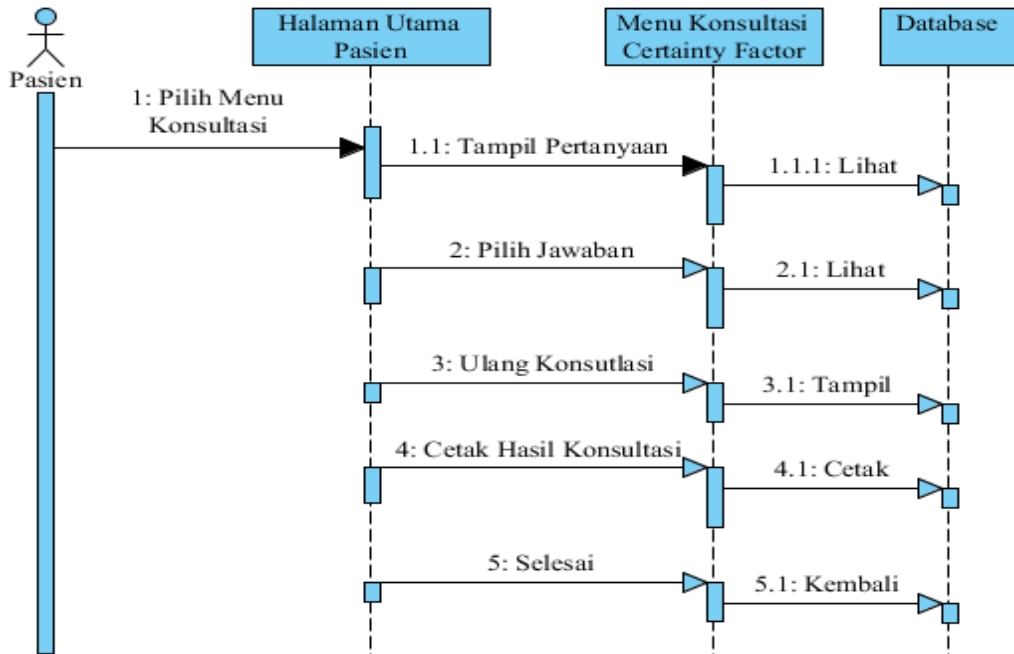 Pasien
Halaman Utama
Pasien
Menu Konsultasi
Certainty Factor
Database
1: Pilih Menu
Konsultasi
1.1: Tampil Pertanyaan
1.1.1: Lihat
2: Pilih Jawaban
2.1: Lihat
3: Ulang Konsutlasi
3.1: Tampil
4: Cetak Hasil Konsultasi
4.1: Cetak
5: Selesai
5.1: Kembali